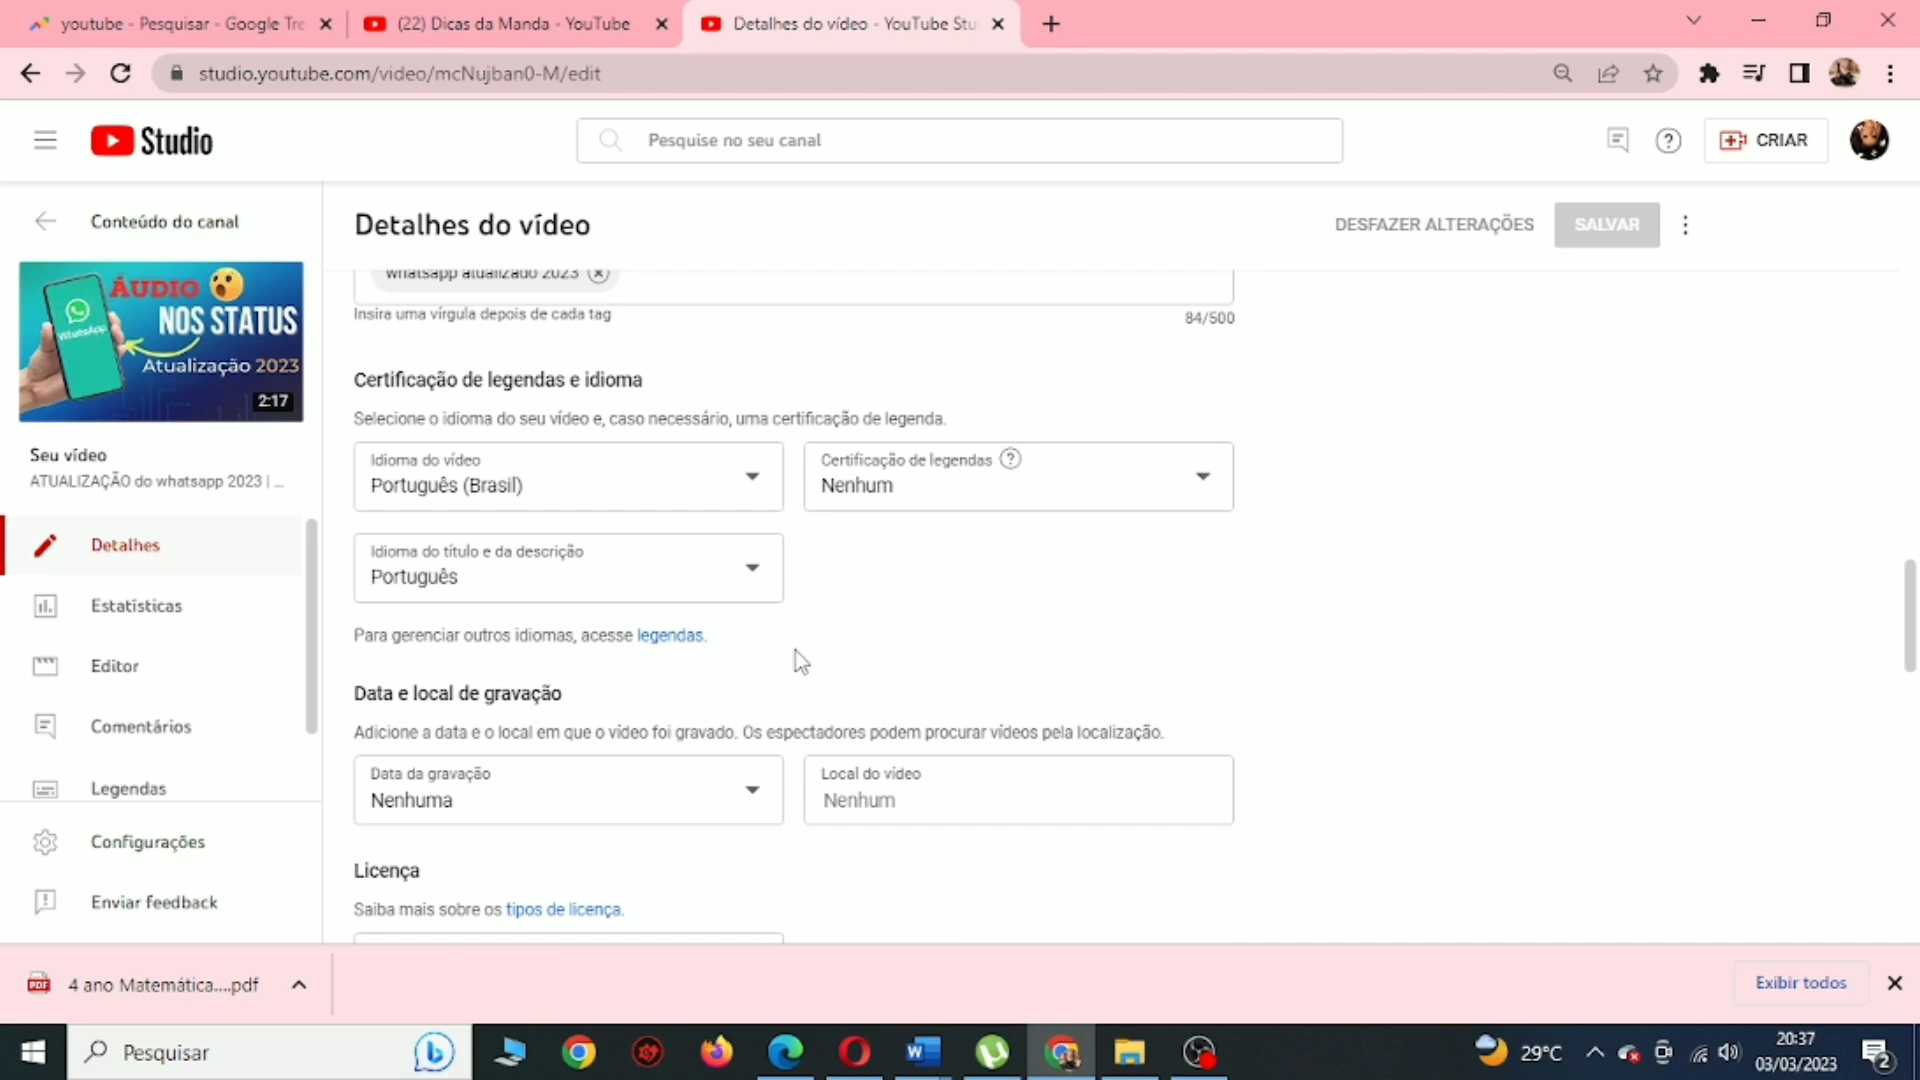 youtube - Pesquisar - Google Tre
(22) Dicas da Manda - YouTube
Detalhes do vídeo - YouTube Stu
studio.youtube.com/video/mcNujban0-M/edit
Studio
Pesquise no seu canal
CRIAR
Conteúdo do canal
Detalhes do vídeo
DESFAZER ALTERAÇÕES
SALVAR
whatsapp atualizado 2023
Insira uma vírgula depois de cada tag
84/500
ÁUDIO
NOS STATUS
WhatsApp
Atualização 2023
2:17
Certificação de legendas e idioma
Selecione o idioma do seu vídeo e, caso necessário, uma certificação de legenda.
Idioma do vídeo
Português (Brasil)
Certificação de legendas
Nenhum
Seu vídeo
ATUALIZAÇÃO do whatsapp 2023 | ...
Idioma do título e da descrição
Português
Para gerenciar outros idiomas, acesse legendas.
Detalhes
Estatísticas
Editor
Comentários
Legendas
Configurações
Enviar feedback
Data e local de gravação
Adicione a data e o local em que o vídeo foi gravado. Os espectadores podem procurar vídeos pela localização.
Data da gravação
Nenhuma
Local do vídeo
Nenhum
Licença
Saiba mais sobre os tipos de licença.
PDF
4 ano Matemática....pdf
Exibir todos
Pesquisar
29°C
20:37
03/03/2023
2